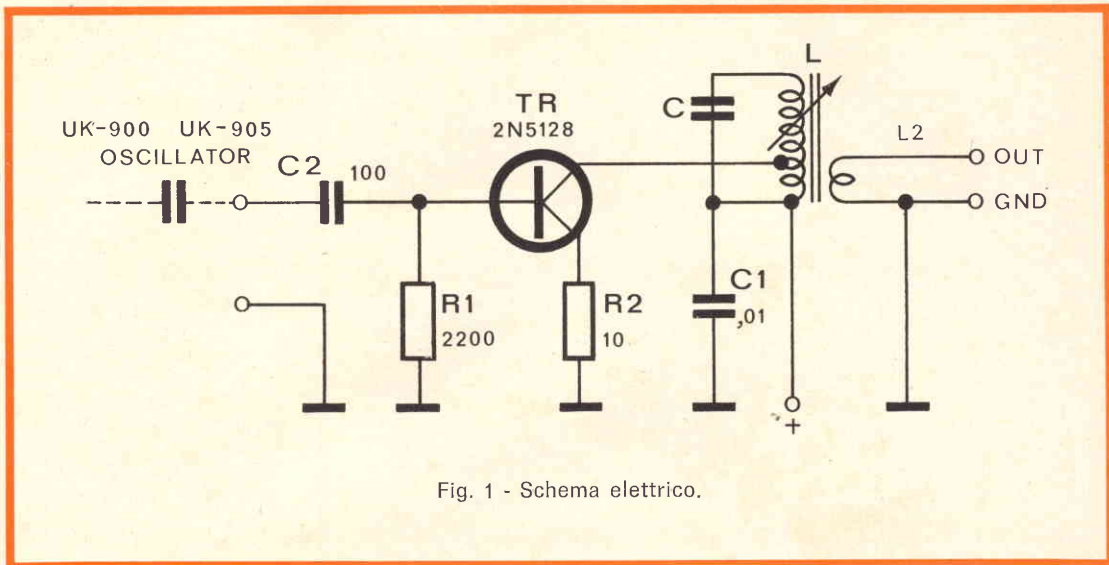 L
TR
2N5128
C
UK-900 UK-905
OSCILLATOR
C2
100
L2
OUT
GND
R1
2200
R2
10
C1
,01
+
Fig. 1 - Schema elettrico.